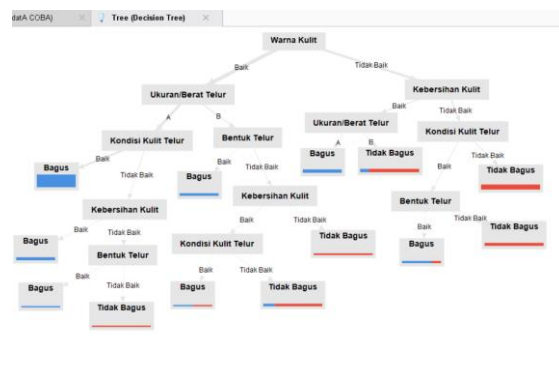 datA COBA)
Tree (Decision Tree)
Warna Kulit
Baik
Tidak Baik
Ukuran/Berat Telur
Kebersihan Kulit
A
B
Baik
Tidak Baik
Kondisi Kulit Telur
Bentuk Telur
Ukuran/Berat Telur
Kondisi Kulit Telur
Baik
Tidak Baik
Baik
Tidak Baik
A
B
Baik
Tidak Baik
Bagus
Kebersihan Kulit
Bagus
Kebersihan Kulit
Bagus
Tidak Bagus
Bentuk Telur
Tidak Bagus
Baik
Tidak Baik
Baik
Tidak Baik
Baik
Tidak Baik
Bagus
Bentuk Telur
Kondisi Kulit Telur
Tidak Bagus
Bagus
Tidak Bagus
Baik
Tidak Baik
Baik
Tidak Baik
Bagus
Tidak Bagus
Bagus
Tidak Bagus